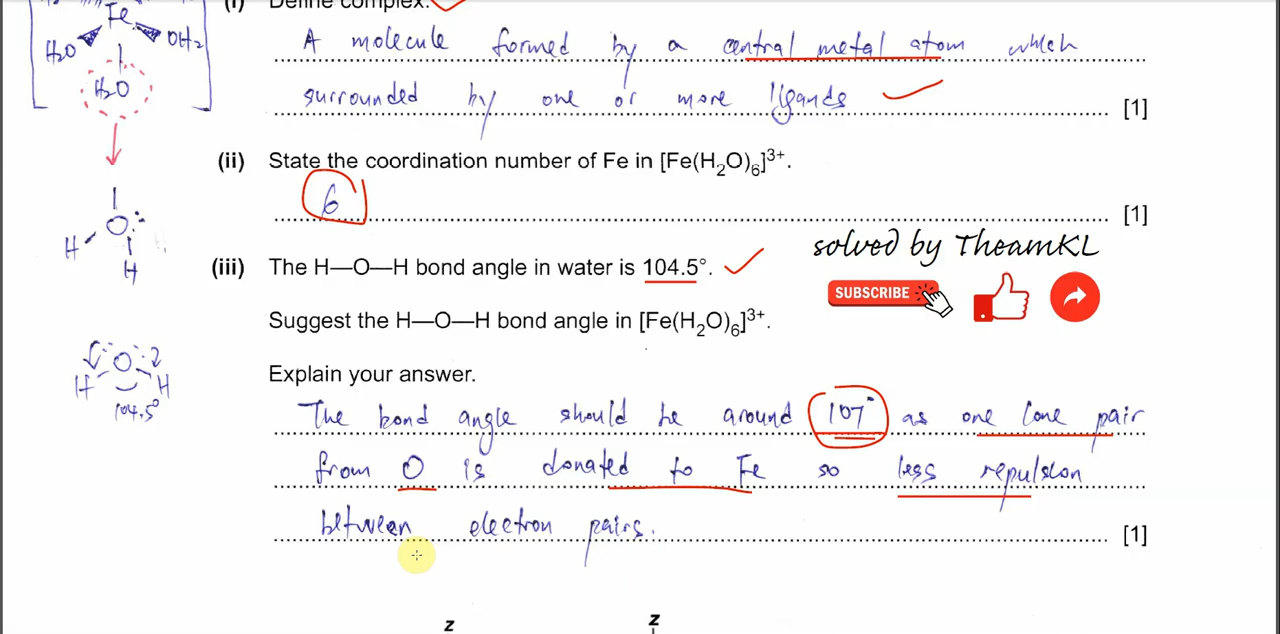 (i) Define complex.
Fe
H₂O OH₂
H₂O
A molecule formed by a central metal atom which
surrounded by one or more ligands
[1]
(ii) State the coordination number of Fe in [Fe(H₂O)₆]³⁺.
6
[1]
O
H
H
solved by TheamKL
(iii) The H—O—H bond angle in water is 104.5°.
SUBSCRIBE
Suggest the H—O—H bond angle in [Fe(H₂O)₆]³⁺.
O
H H
104.5°
Explain your answer.
The bond angle should be around 107° as one lone pair
from O is donated to Fe so less repulsion
between electron pairs.
[1]
z z